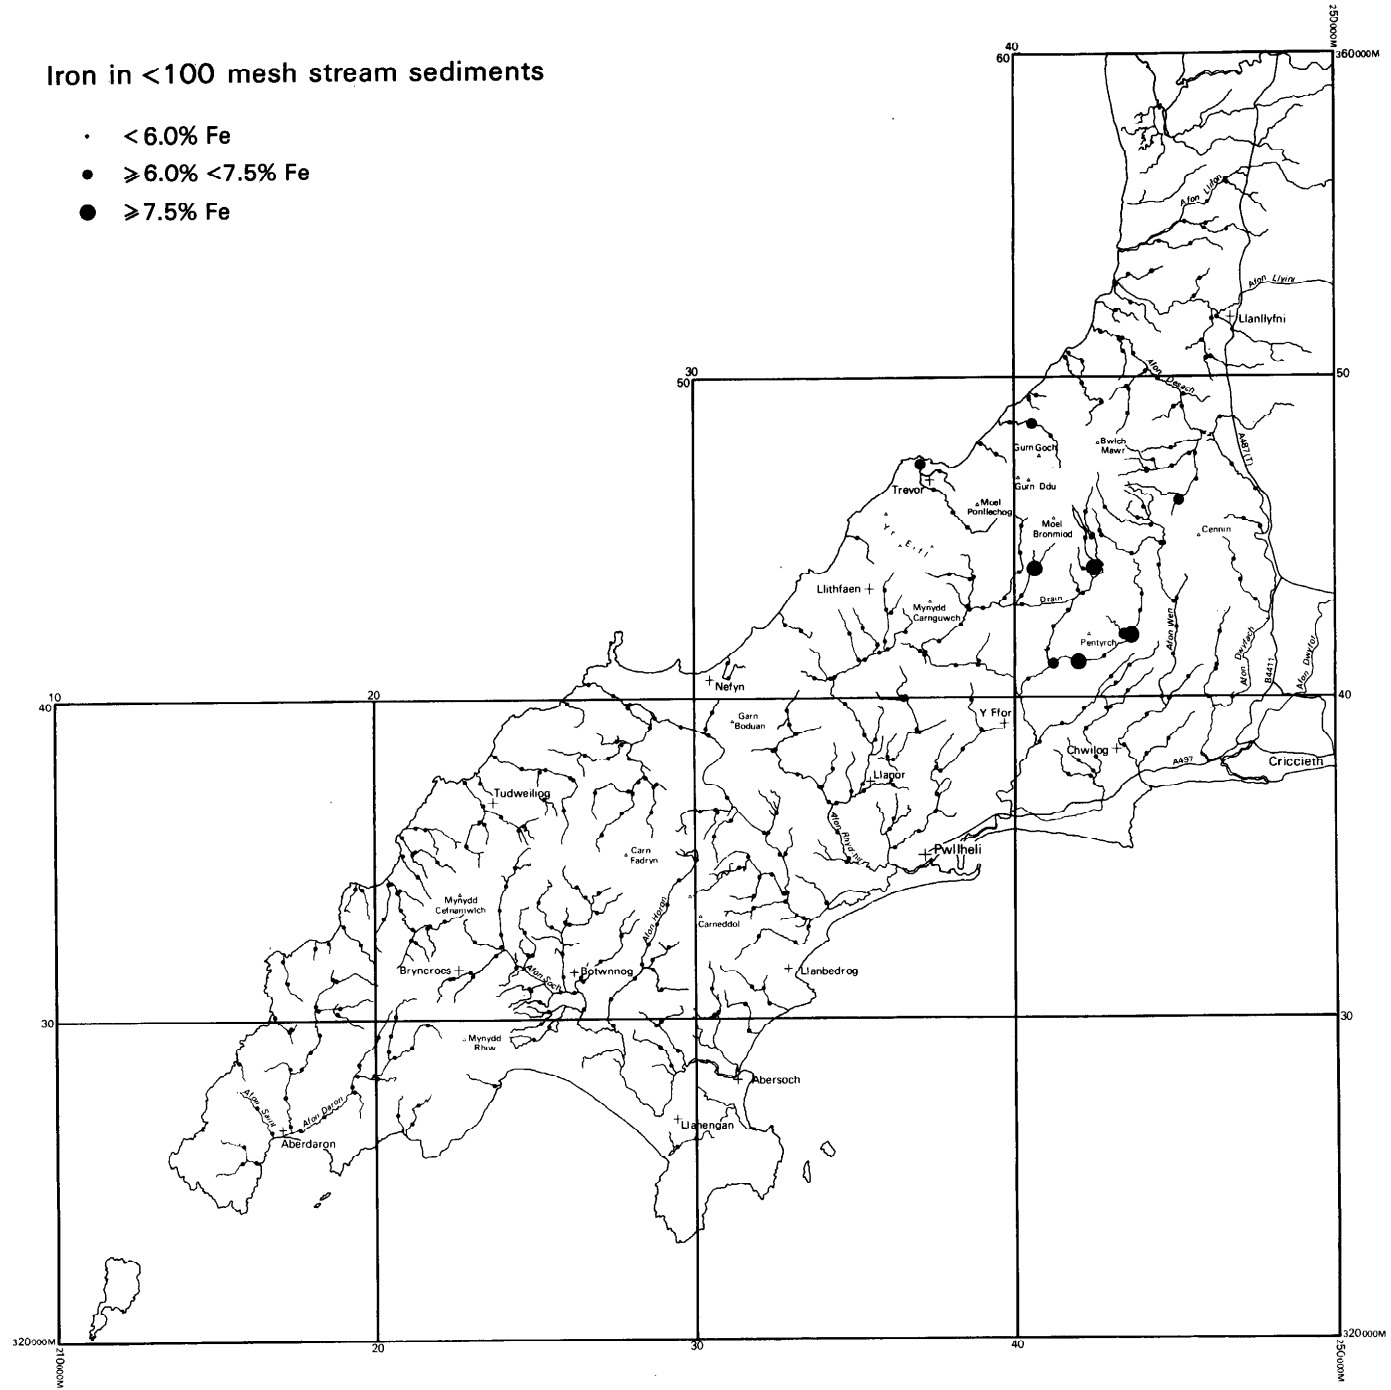 Iron in <100 mesh stream sediments
< 6.0% Fe
⩾6.0% <7.5% Fe
⩾7.5% Fe
40
250000M
60
360000M
Afon Llifon
Afon Llyfni
Llanllyfni
30
50
50
Afon Desach
A487(T)
Gurn Goch
Bwlch
Mawr
Gurn Ddu
Trevor
Moel
Penllechog
Moel
Bronmiod
Cennin
Yr Eifl
Llithfaen
Drain
Mynydd
Carnguwch
Pentyrch
Afon Wen
Afon Dwyfach
B4411
Afon Dwyfor
Nefyn
10
20
40
40
Garn
Boduan
Y Ffor
Chwilog
A497
Criccieth
Llanor
Tudweiliog
Afon Rhyd-hir
Pwllheli
Carn
Fadryn
Mynydd
Cefnamwlch
Afon Horon
Carneddol
Bryncroes
Afon Soch
Botwnnog
Llanbedrog
30
30
Mynydd
Rhiw
Abersoch
Afon Saint
Afon Daron
Aberdaron
Llanengan
320000M
210000M
20
30
40
250000M
320000M